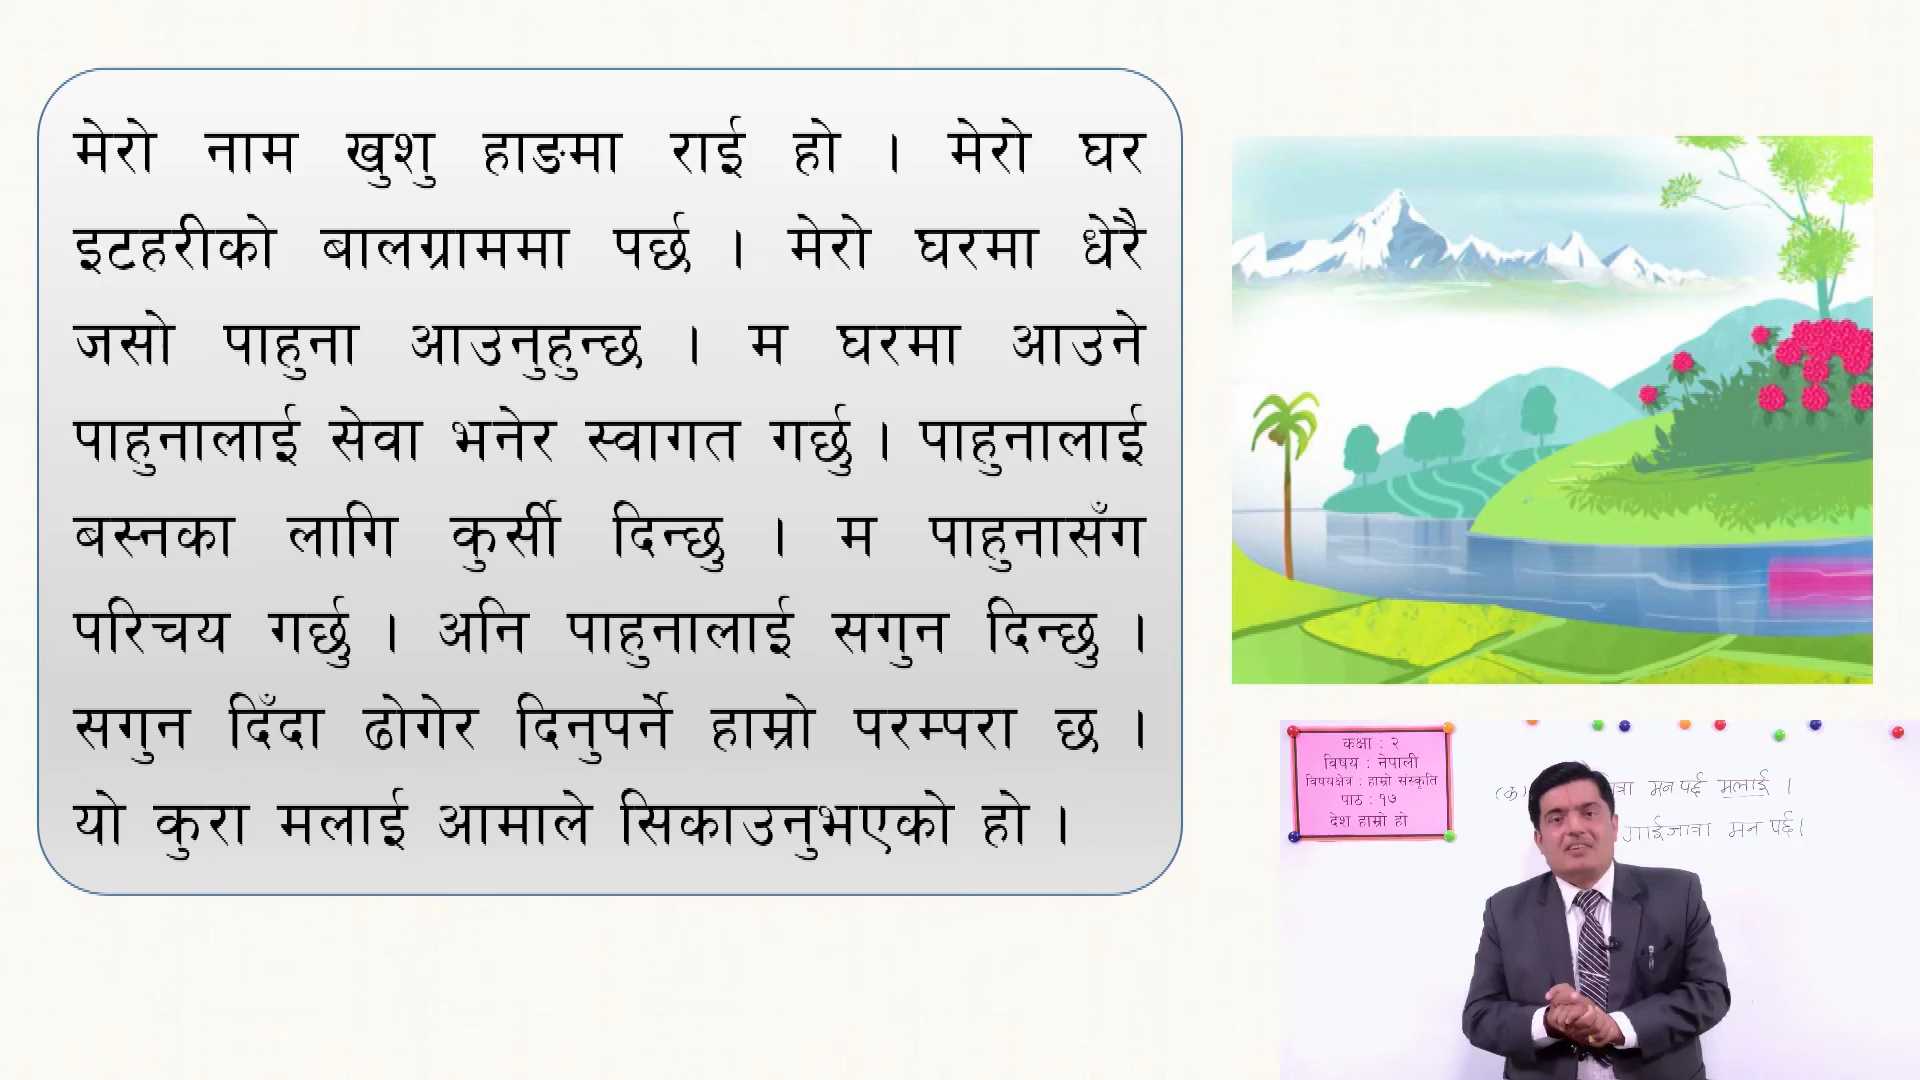 मेरो नाम खुशु हाङमा राई हो । मेरो घर
इटहरीको बालग्राममा पर्छ । मेरो घरमा धेरै
जसो पाहुना आउनुहुन्छ । म घरमा आउने
पाहुनालाई सेवा भनेर स्वागत गर्छु । पाहुनालाई
बस्नका लागि कुर्सी दिन्छु । म पाहुनासँग
परिचय गर्छु । अनि पाहुनालाई सगुन दिन्छु ।
सगुन दिँदा ढोगेर दिनुपर्ने हाम्रो परम्परा छ ।
यो कुरा मलाई आमाले सिकाउनुभएको हो ।
कक्षा : २
विषय : नेपाली
विषयक्षेत्र : हाम्रो संस्कृति
पाठ : १७
देश हाम्रो हो
(क) मन पर्छ मलाई ।
गाईजात्रा मन पर्छ।